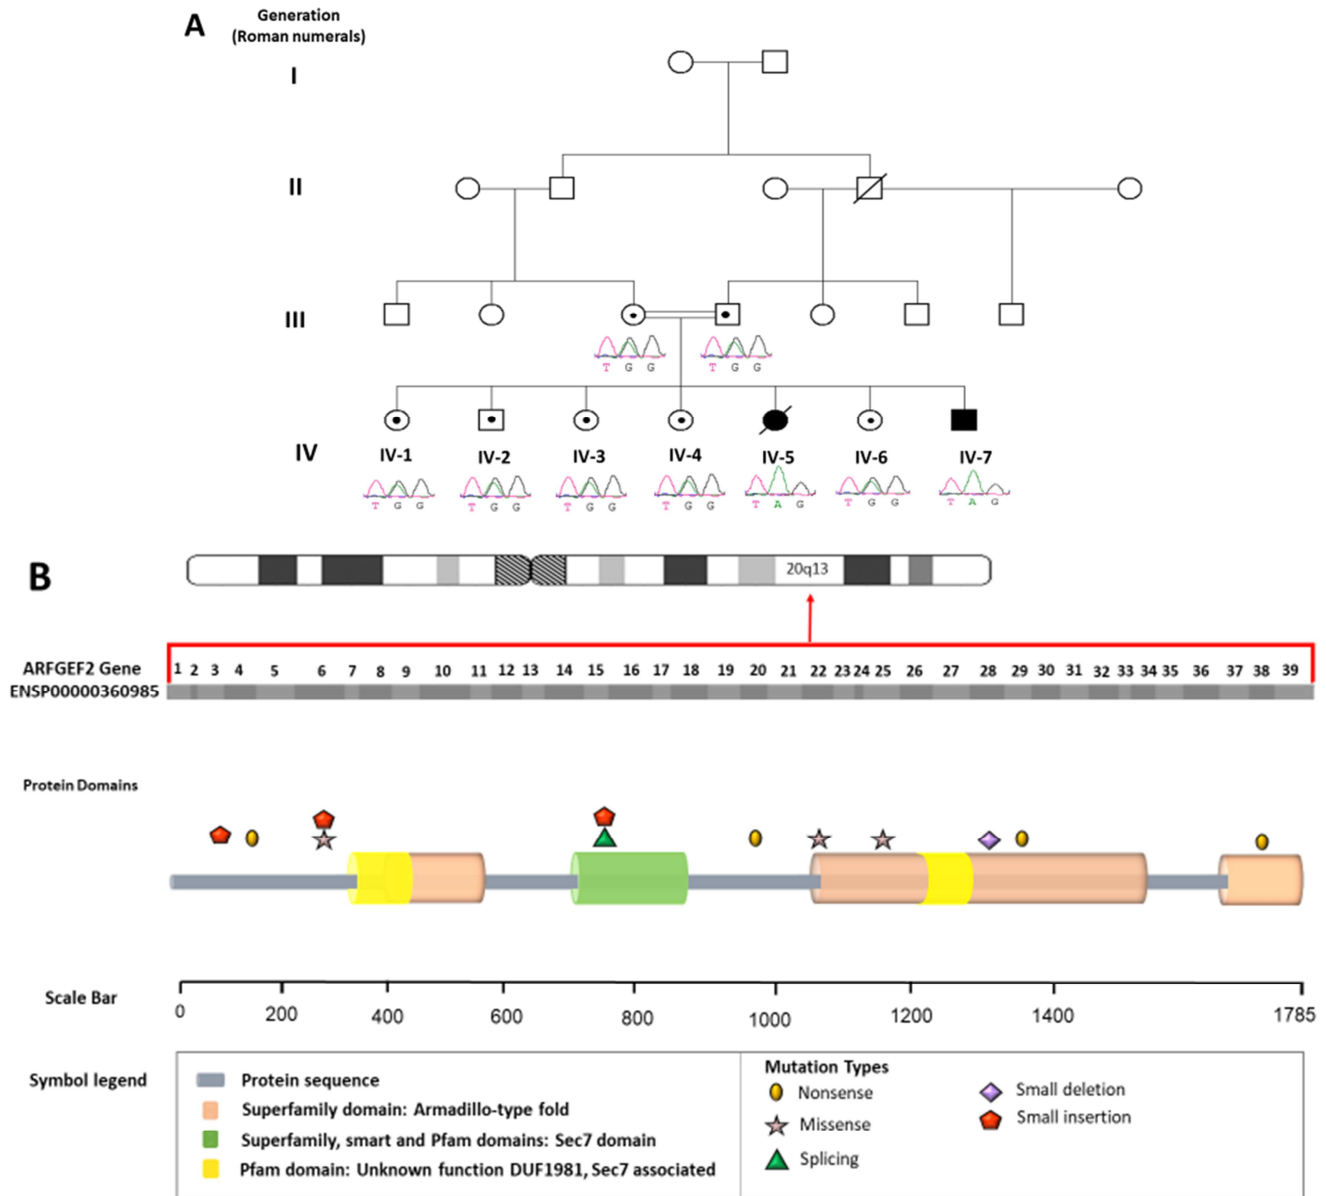 A
Generation
(Roman numerals)
I
II
III
T G G
T G G
IV
IV-1
IV-2
IV-3
IV-4
IV-5
IV-6
IV-7
T G G
T G G
T G G
T G G
T A G
T G G
T A G
B
20q13
ARFGEF2 Gene
1 2 3 4 5 6 7 8 9 10 11 12 13 14 15 16 17 18 19 20 21 22 23 24 25 26 27 28 29 30 31 32 33 34 35 36 37 38 39
ENSP00000360985
Protein Domains
Scale Bar
0 200 400 600 800 1000 1200 1400 1785
Symbol legend
Protein sequence
Superfamily domain: Armadillo-type fold
Superfamily, smart and Pfam domains: Sec7 domain
Pfam domain: Unknown function DUF1981, Sec7 associated
Mutation Types
Nonsense
Missense
Splicing
Small deletion
Small insertion